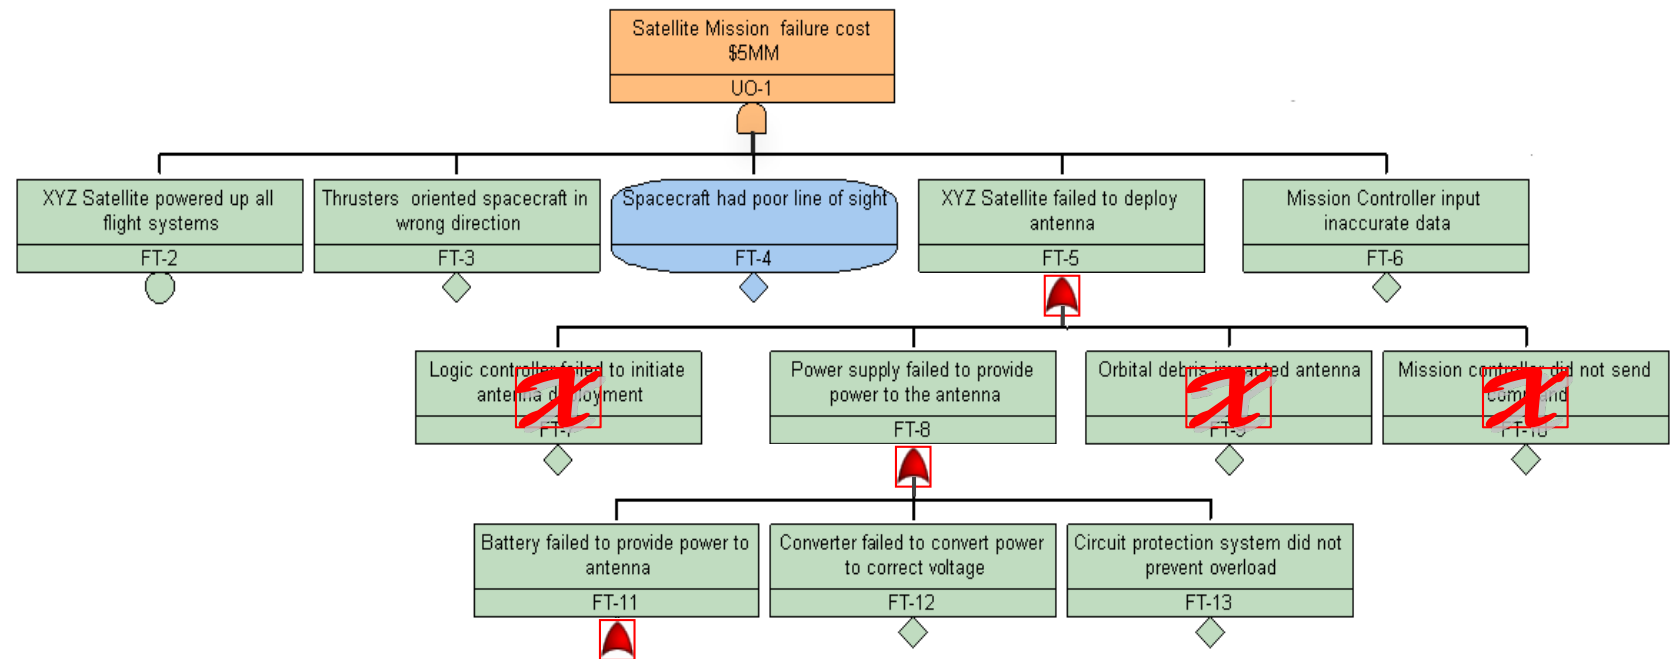 Satellite Mission failure cost
$5MM
UO-1
XYZ Satellite powered up all
flight systems
FT-2
Thrusters oriented spacecraft in
wrong direction
FT-3
Spacecraft had poor line of sight
FT-4
XYZ Satellite failed to deploy
antenna
FT-5
Mission Controller input
inaccurate data
FT-6
Logic controller failed to initiate
antenna deployment
Power supply failed to provide
power to the antenna
FT-8
Orbital debris impacted antenna
Mission controller did not send
command
Battery failed to provide power to
antenna
FT-11
Converter failed to convert power
to correct voltage
FT-12
Circuit protection system did not
prevent overload
FT-13